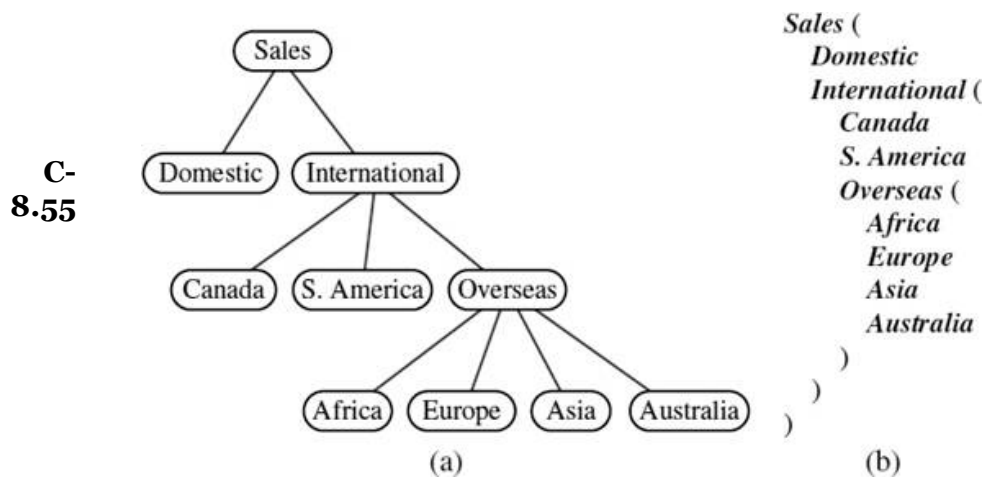 C-
8.55
Sales
Domestic International
Canada S. America Overseas
Africa Europe Asia Australia
(a)
Sales (
Domestic
International (
Canada
S. America
Overseas (
Africa
Europe
Asia
Australia
)
)
)
(b)